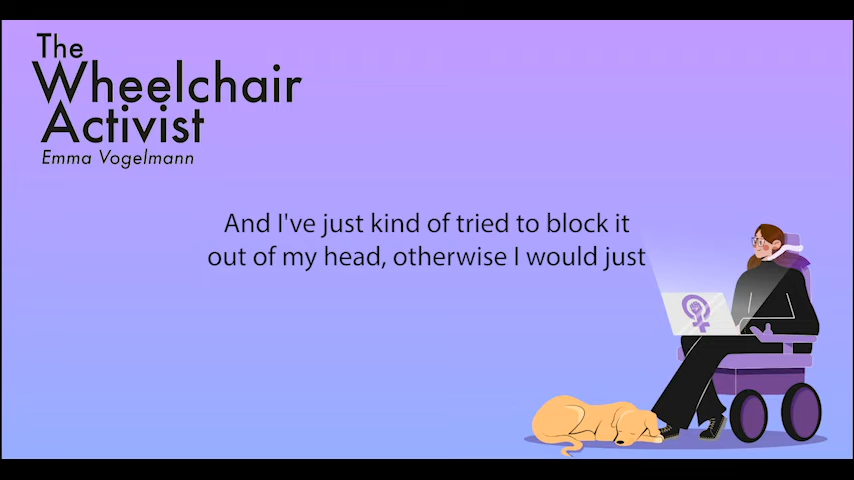 The
Wheelchair
Activist
Emma Vogelmann
And I've just kind of tried to block it
out of my head, otherwise I would just